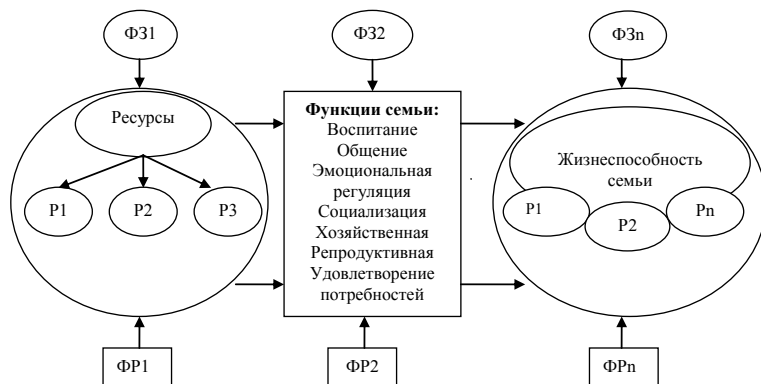 ФЗ1
ФЗ2
ФЗn
Ресурсы
Р1
Р2
Р3
Функции семьи:
Воспитание
Общение
Эмоциональная
регуляция
Социализация
Хозяйственная
Репродуктивная
Удовлетворение
потребностей
Жизнеспособность
семьи
Р1
Р2
Рn
ФР1
ФР2
ФРn